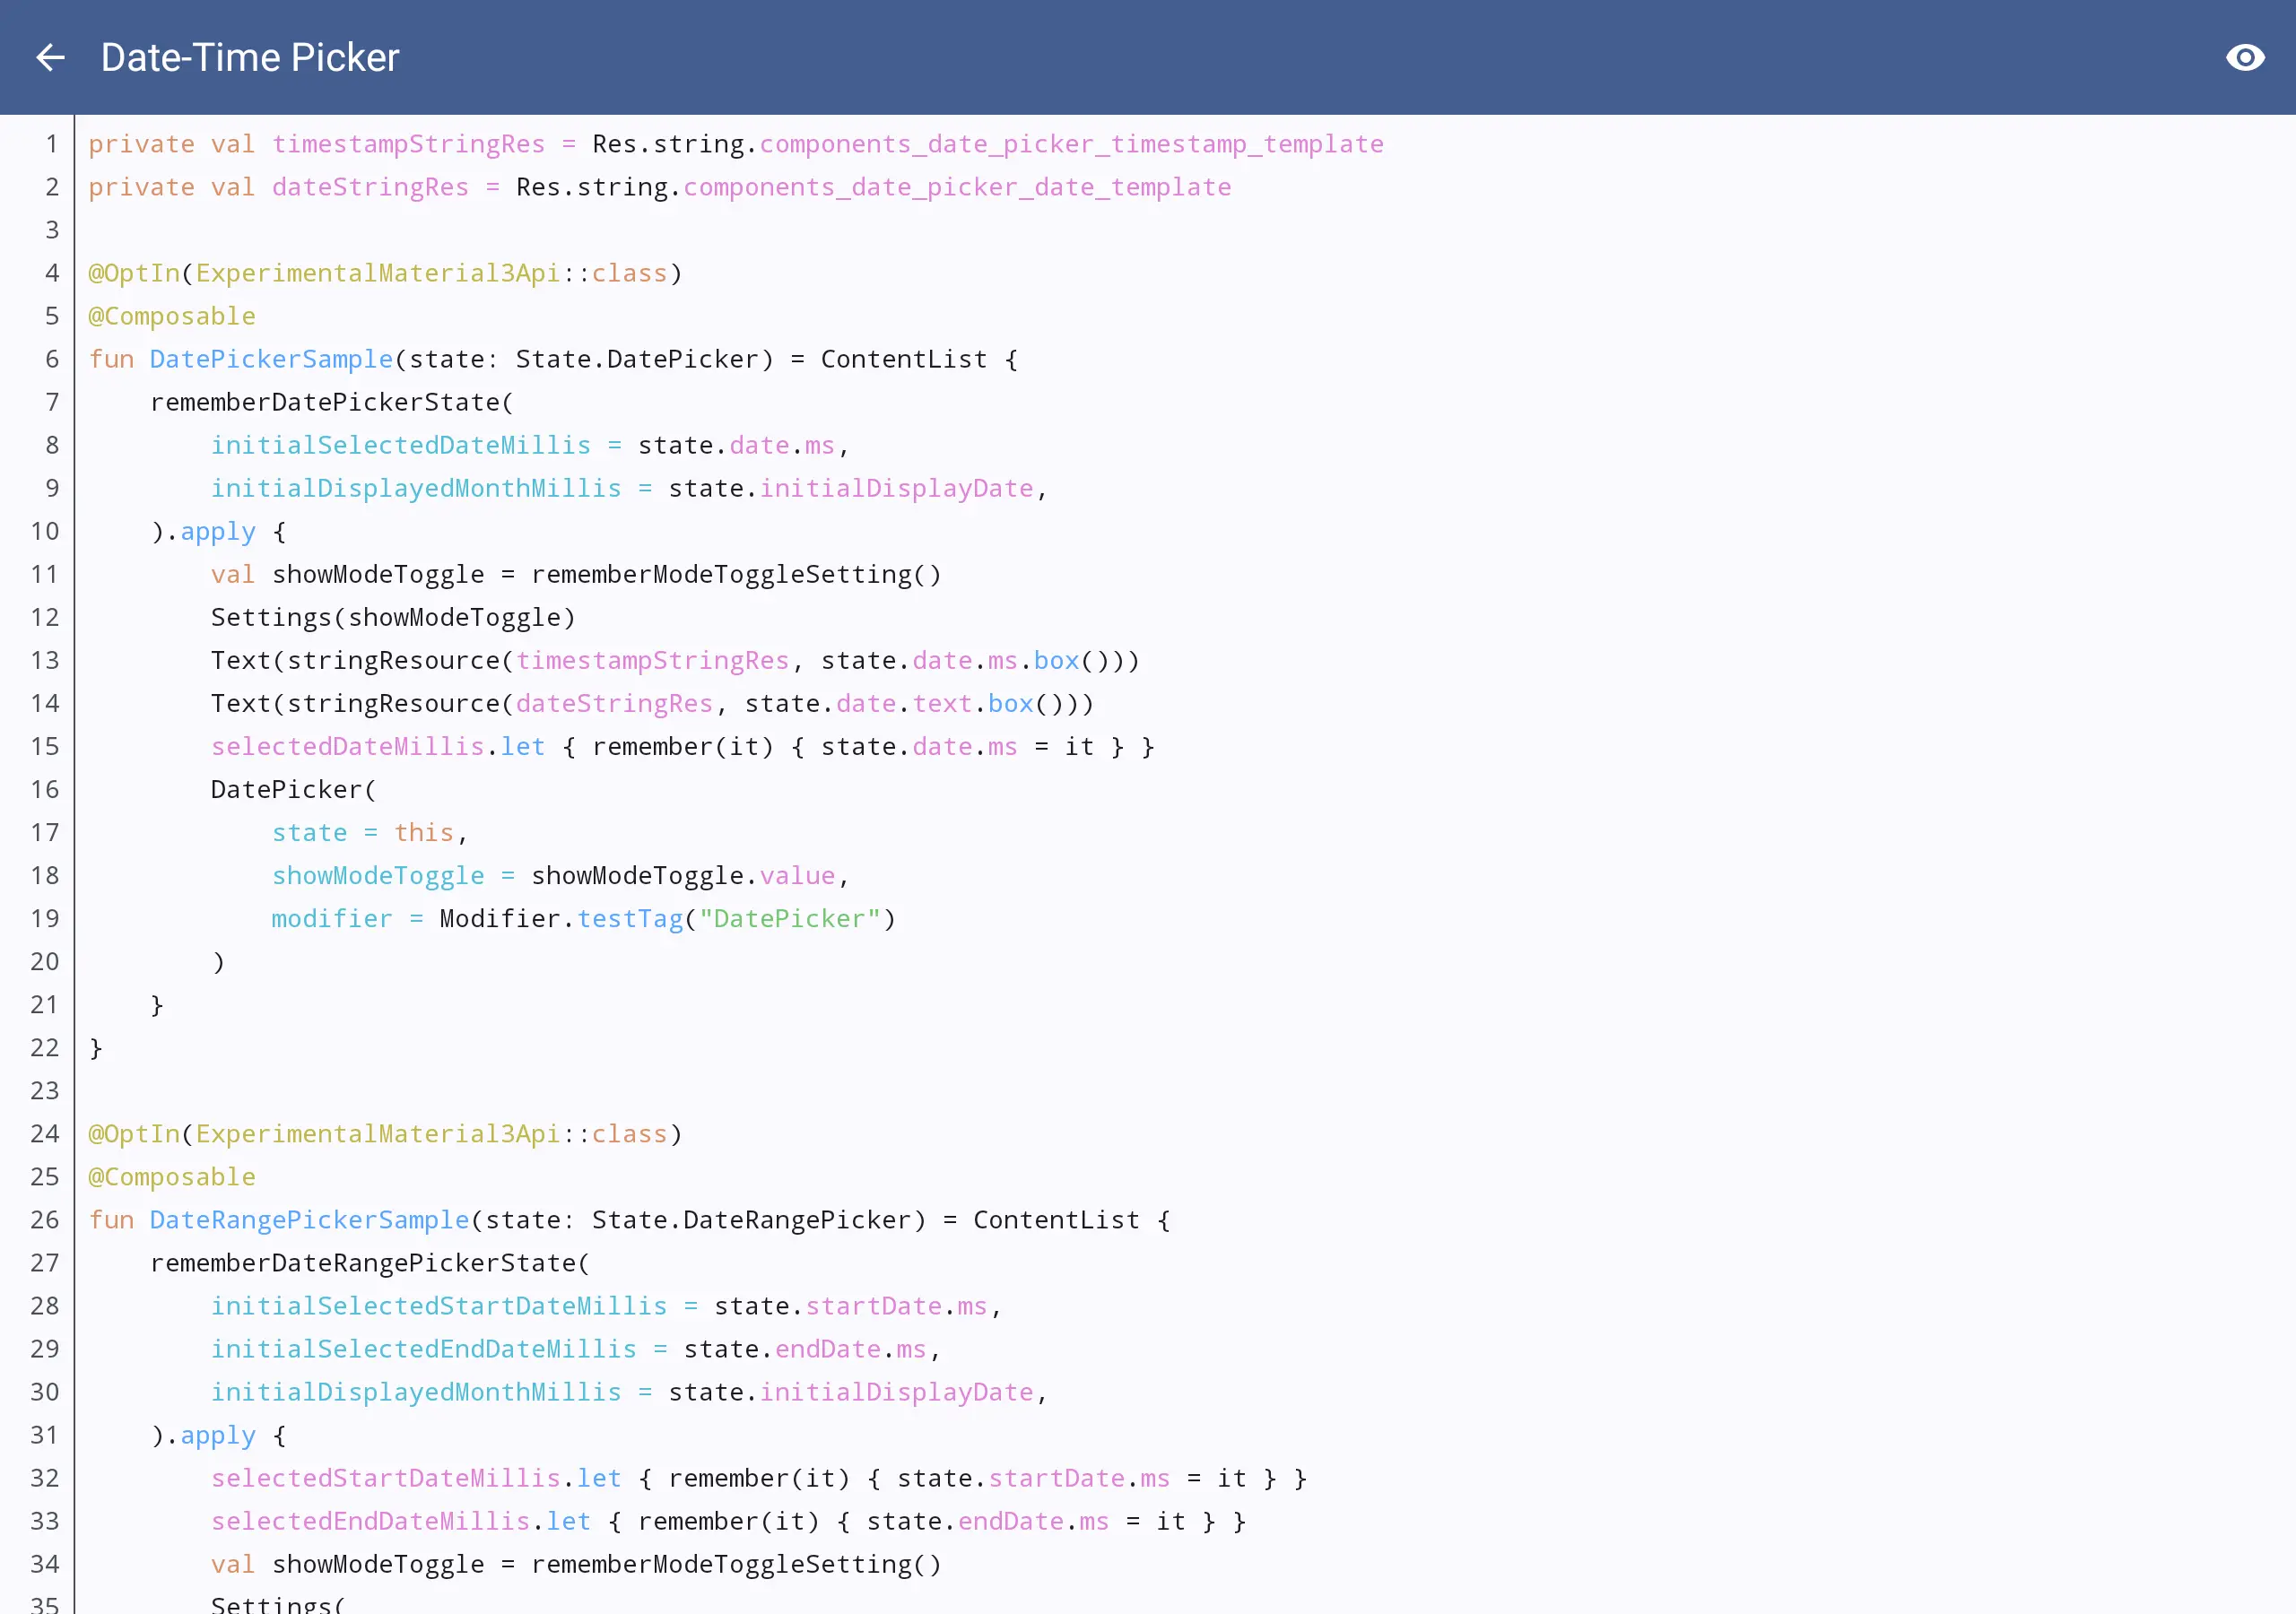 Date-Time Picker
1 private val timestampStringRes = Res.string.components_date_picker_timestamp_template
2 private val dateStringRes = Res.string.components_date_picker_date_template
3
4 @OptIn(ExperimentalMaterial3Api::class)
5 @Composable
6 fun DatePickerSample(state: State.DatePicker) = ContentList {
7     rememberDatePickerState(
8         initialSelectedDateMillis = state.date.ms,
9         initialDisplayedMonthMillis = state.initialDisplayDate,
10     ).apply {
11         val showModeToggle = rememberModeToggleSetting()
12         Settings(showModeToggle)
13         Text(stringResource(timestampStringRes, state.date.ms.box()))
14         Text(stringResource(dateStringRes, state.date.text.box()))
15         selectedDateMillis.let { remember(it) { state.date.ms = it } }
16         DatePicker(
17             state = this,
18             showModeToggle = showModeToggle.value,
19             modifier = Modifier.testTag("DatePicker")
20         )
21     }
22 }
23
24 @OptIn(ExperimentalMaterial3Api::class)
25 @Composable
26 fun DateRangePickerSample(state: State.DateRangePicker) = ContentList {
27     rememberDateRangePickerState(
28         initialSelectedStartDateMillis = state.startDate.ms,
29         initialSelectedEndDateMillis = state.endDate.ms,
30         initialDisplayedMonthMillis = state.initialDisplayDate,
31     ).apply {
32         selectedStartDateMillis.let { remember(it) { state.startDate.ms = it } }
33         selectedEndDateMillis.let { remember(it) { state.endDate.ms = it } }
34         val showModeToggle = rememberModeToggleSetting()
35         Settings(